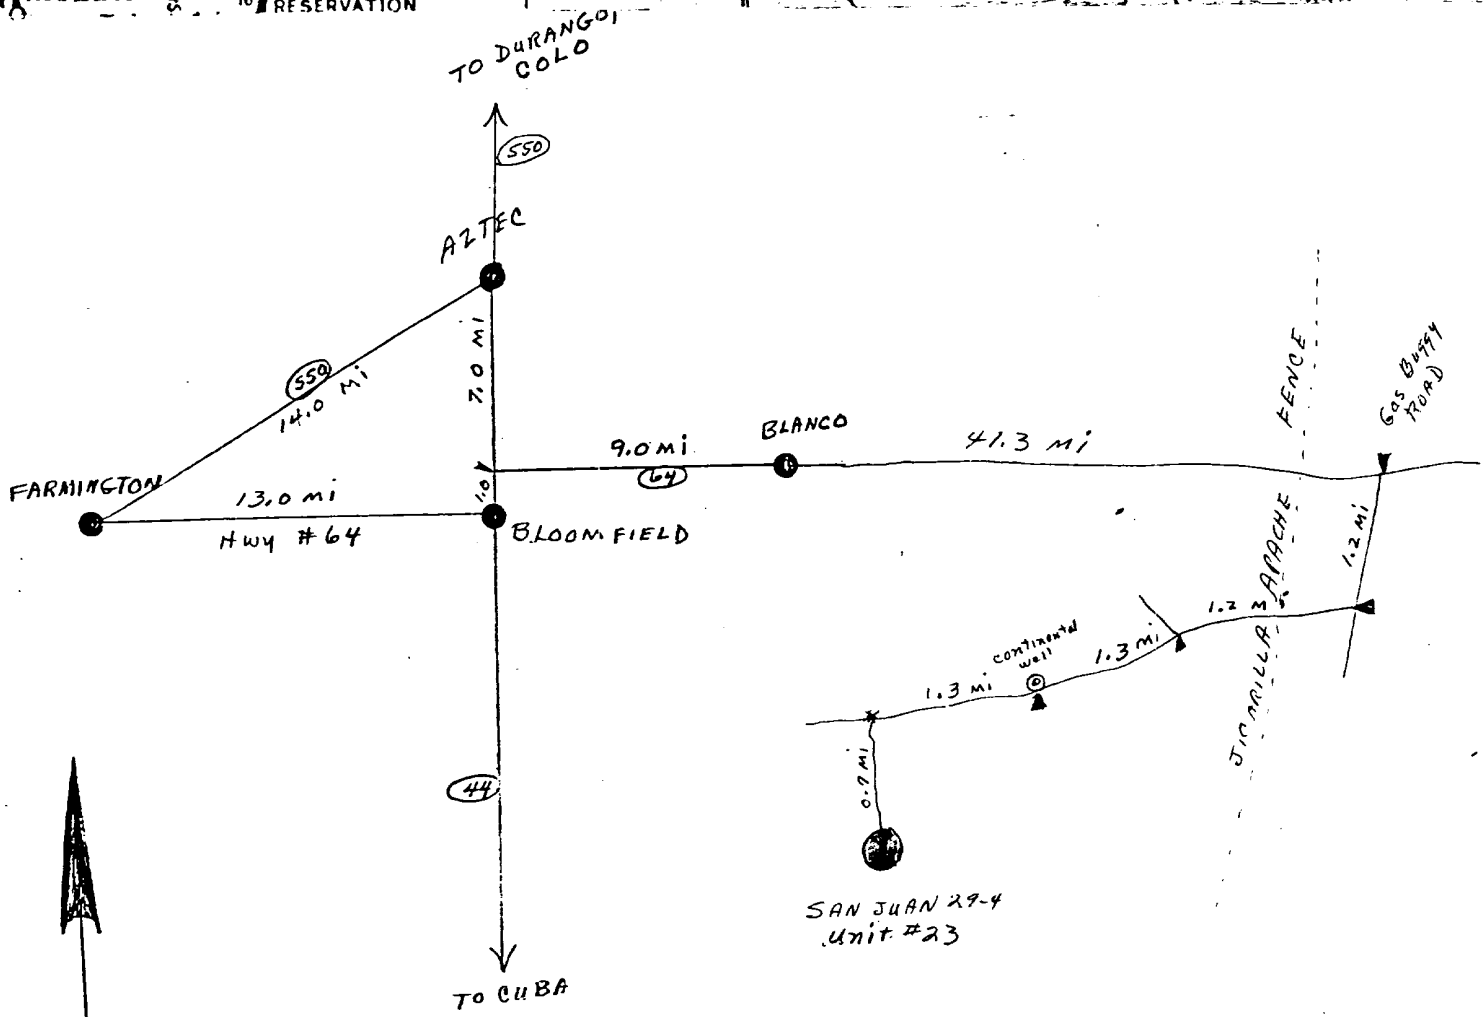 RESERVATION
TO DURANGO,
COLO
550
AZTEC
7.0 MI
550
14.0 Mi
FARMINGTON
13.0 mi
HWY #64
1.0
BLOOMFIELD
9.0 mi
64
BLANCO
41.3 mi
JICARILLA APACHE FENCE
Gas Buggy
ROAD
1.2 MI
1.2 M
1.3 mi
continental
well
1.3 mi
0.7 mi
SAN JUAN 29-4
Unit #23
44
TO CUBA